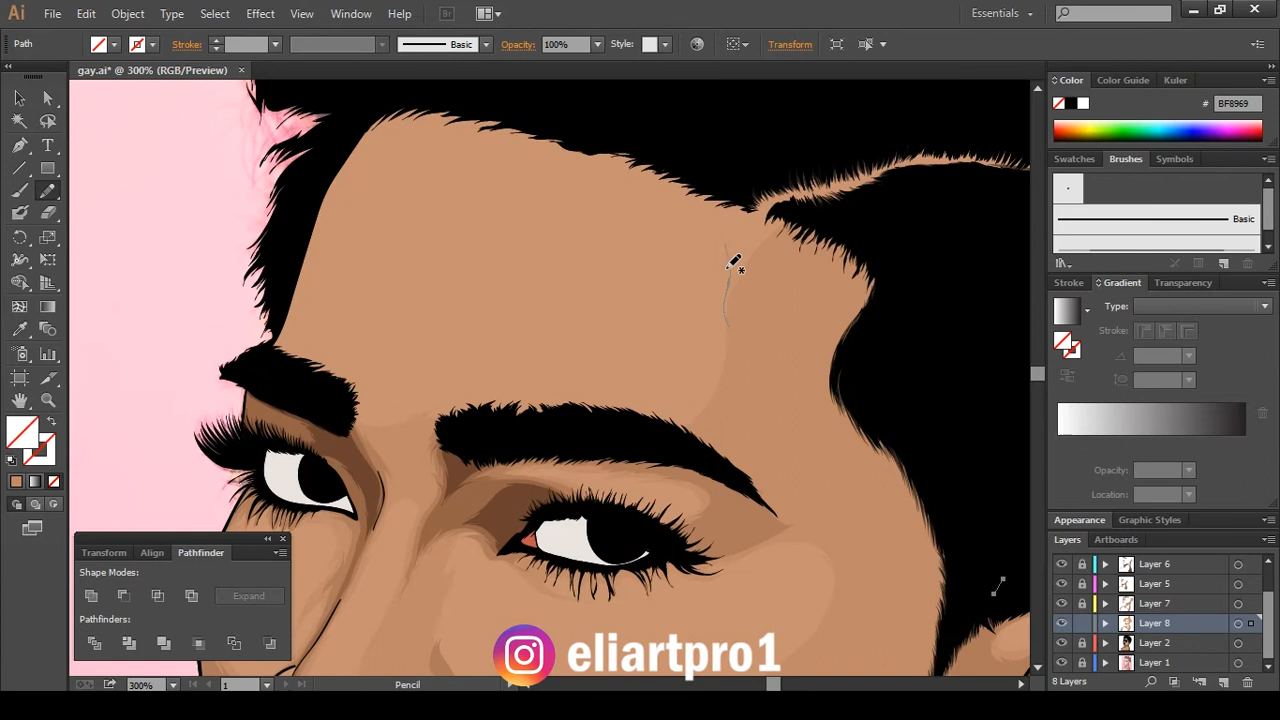 Ai File Edit Object Type Select Effect View Window Help Br Essentials
Path Stroke: Basic Opacity: 100% Style: Transform
gay.ai* @ 300% (RGB/Preview)
Color Color Guide Kuler
# BF8969
Swatches Brushes Symbols
Basic
Stroke Gradient Transparency
Type:
Stroke:
Opacity:
Location:
Appearance Graphic Styles
Layers Artboards
Layer 6
Layer 5
Layer 7
Layer 8
Layer 2
Layer 1
8 Layers
Transform Align Pathfinder
Shape Modes:
Expand
Pathfinders:
eliartpro1
300% 1 Pencil